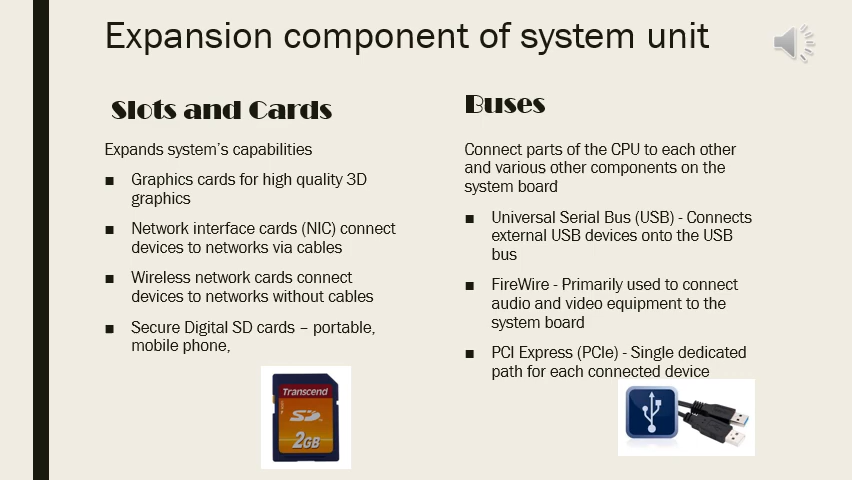 Expansion component of system unit
Slots and Cards
Expands system's capabilities
■ Graphics cards for high quality 3D
graphics
■ Network interface cards (NIC) connect
devices to networks via cables
■ Wireless network cards connect
devices to networks without cables
■ Secure Digital SD cards – portable,
mobile phone,
Transcend
SD
2GB
Buses
Connect parts of the CPU to each other
and various other components on the
system board
■ Universal Serial Bus (USB) - Connects
external USB devices onto the USB
bus
■ FireWire - Primarily used to connect
audio and video equipment to the
system board
■ PCI Express (PCIe) - Single dedicated
path for each connected device